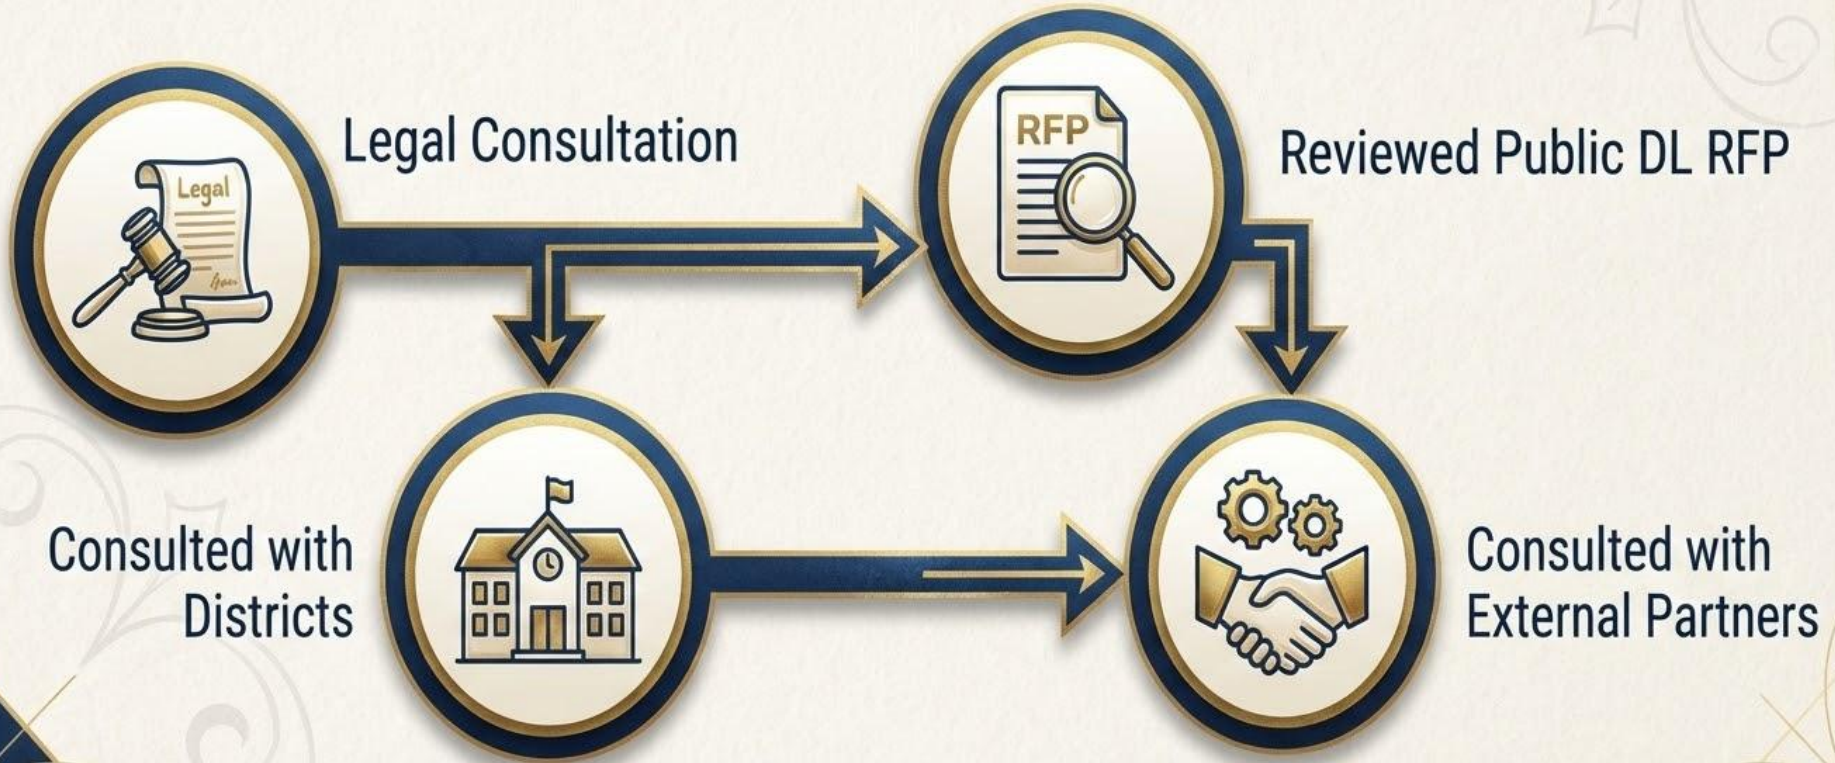 Legal Consultation
Legal
RFP
Reviewed Public DL RFP
Consulted with
Districts
Consulted with
External Partners